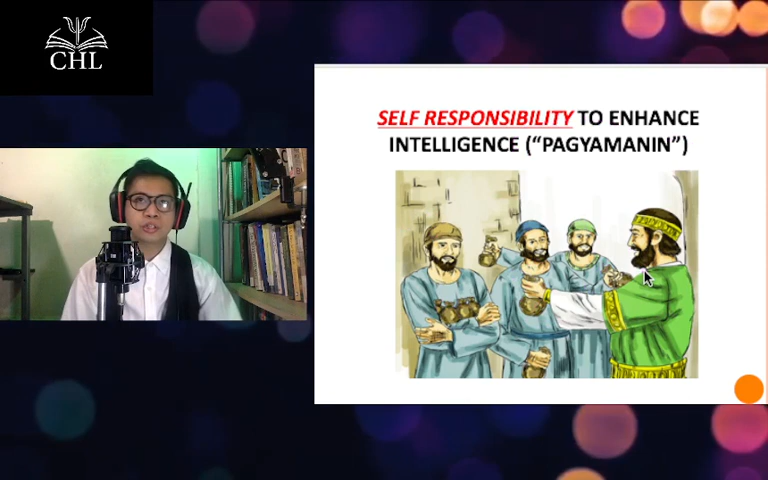 CHL
SELF RESPONSIBILITY TO ENHANCE
INTELLIGENCE (“PAGYAMANIN”)